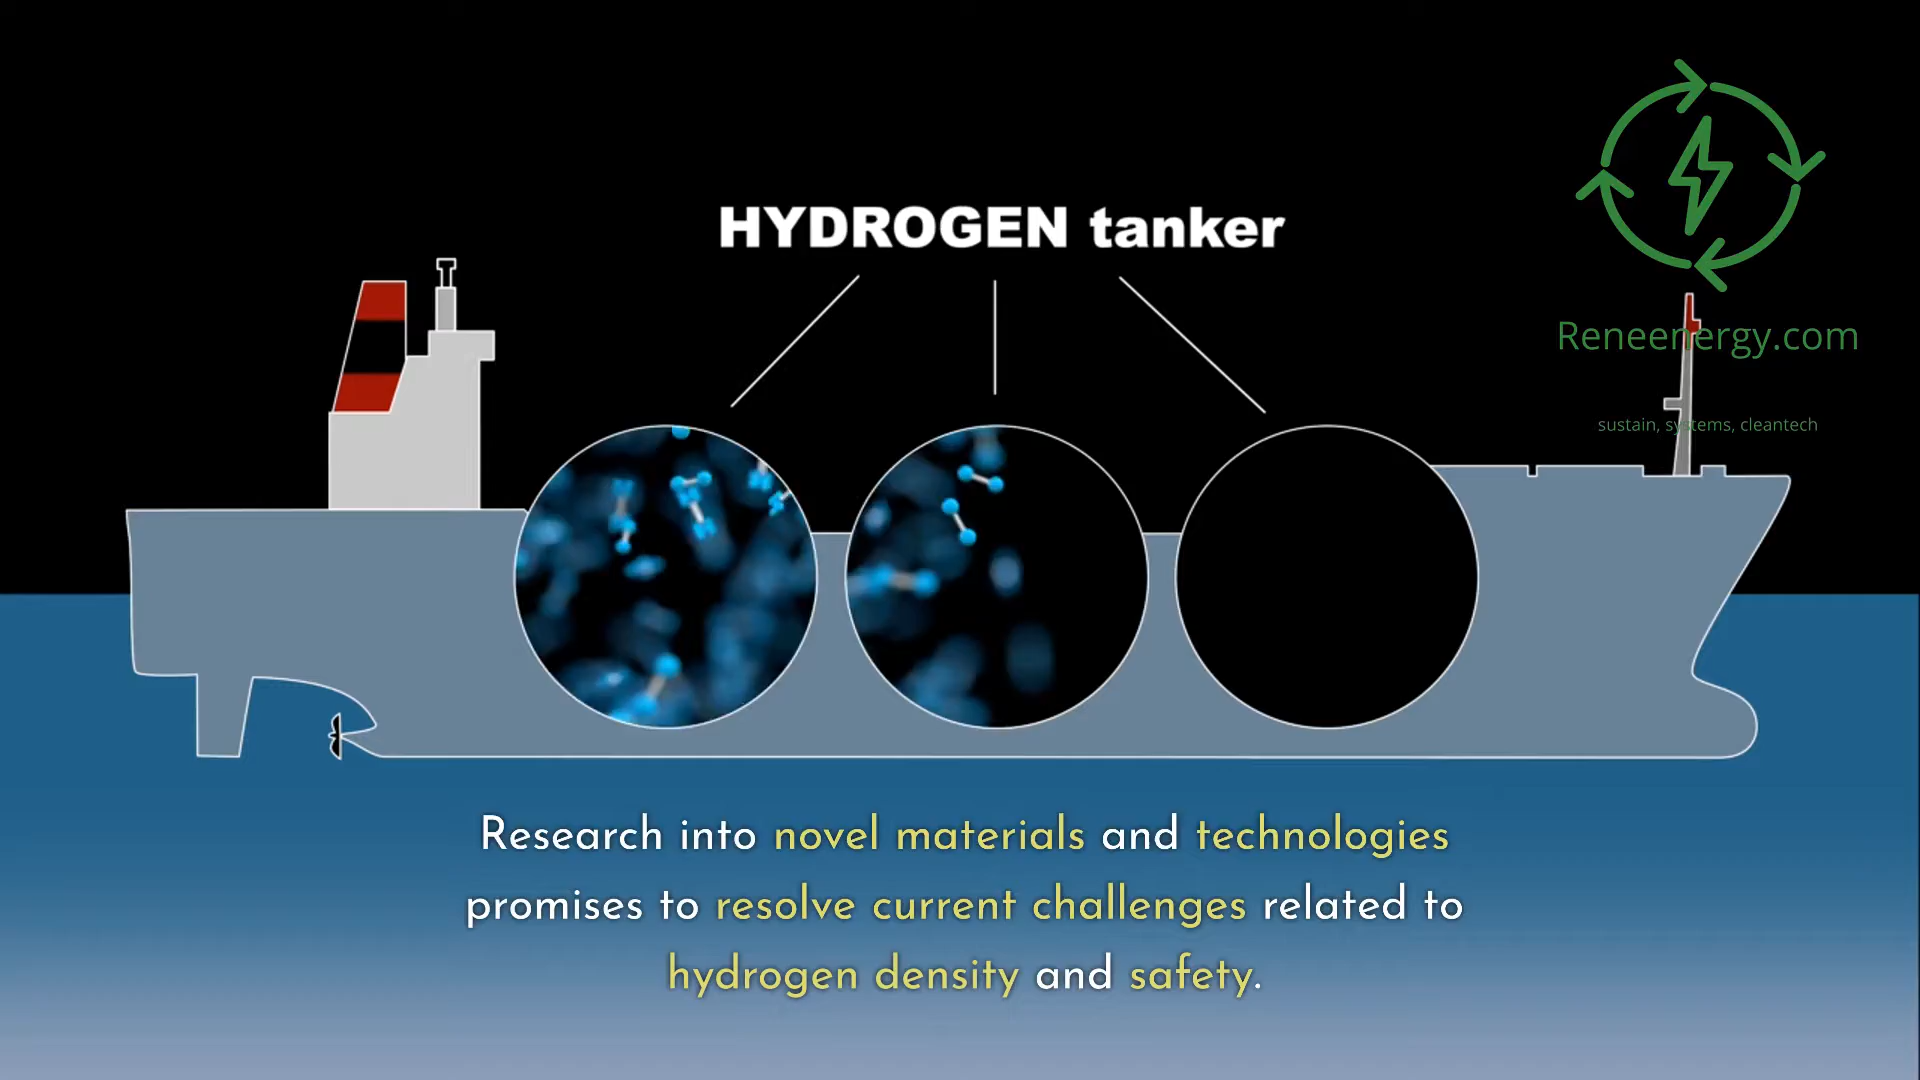 HYDROGEN tanker
Reneenergy.com
sustain, systems, cleantech
Research into novel materials and technologies
promises to resolve current challenges related to
hydrogen density and safety.